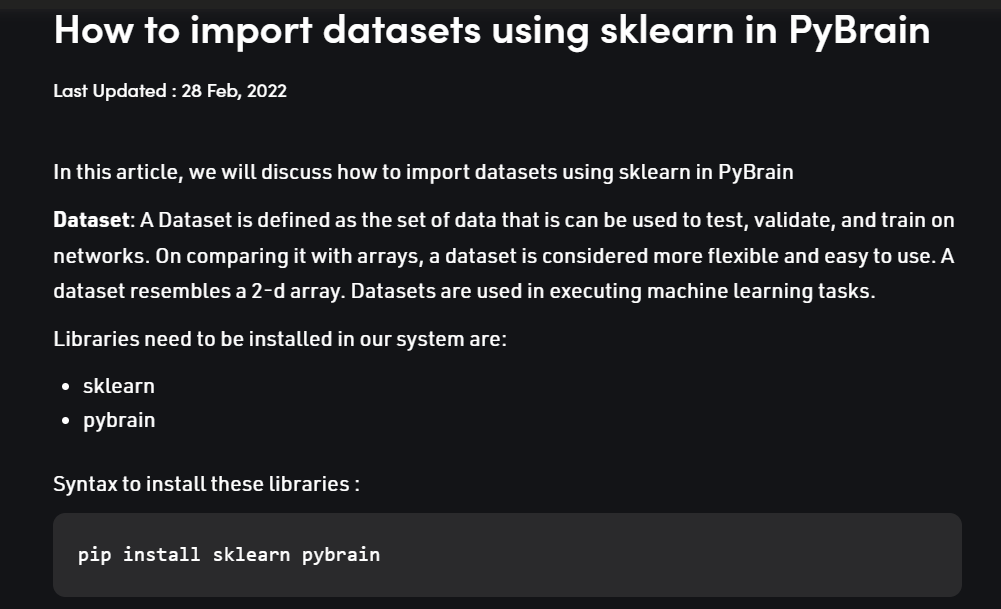 How to import datasets using sklearn in PyBrain
Last Updated : 28 Feb, 2022
In this article, we will discuss how to import datasets using sklearn in PyBrain
Dataset: A Dataset is defined as the set of data that is can be used to test, validate, and train on
networks. On comparing it with arrays, a dataset is considered more flexible and easy to use. A
dataset resembles a 2-d array. Datasets are used in executing machine learning tasks.
Libraries need to be installed in our system are:
• sklearn
• pybrain
Syntax to install these libraries :
pip install sklearn pybrain